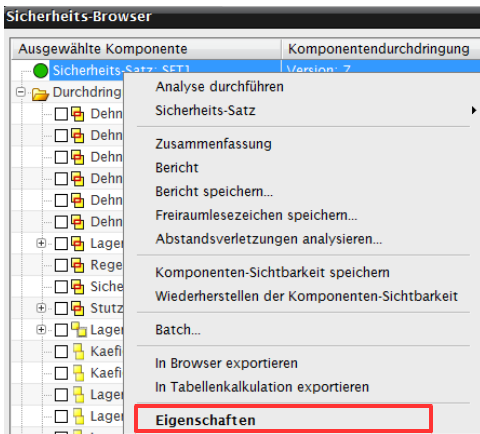 Sicherheits-Browser
Ausgewählte Komponente Komponentendurchdringung
Sicherheits-Satz: SET1 Version: 7
Durchdring
Dehn
Dehn
Dehn
Dehn
Dehn
Dehn
Lager
Rege
Siche
Stutz
Lager
Kaefi
Kaefi
Lager
Lager
Analyse durchführen
Sicherheits-Satz
Zusammenfassung
Bericht
Bericht speichern...
Freiraumlesezeichen speichern...
Abstandsverletzungen analysieren...
Komponenten-Sichtbarkeit speichern
Wiederherstellen der Komponenten-Sichtbarkeit
Batch...
In Browser exportieren
In Tabellenkalkulation exportieren
Eigenschaften